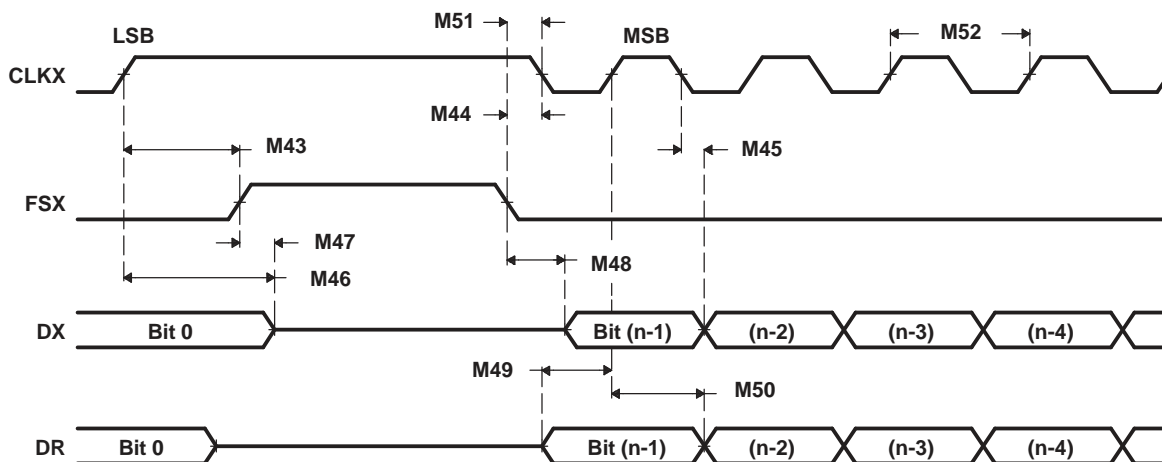 M51
LSB
MSB
M52
CLKX
M44
M43
M45
FSX
M47
M48
M46
DX
Bit 0
Bit (n-1)
(n-2)
(n-3)
(n-4)
M49
M50
DR
Bit 0
Bit (n-1)
(n-2)
(n-3)
(n-4)